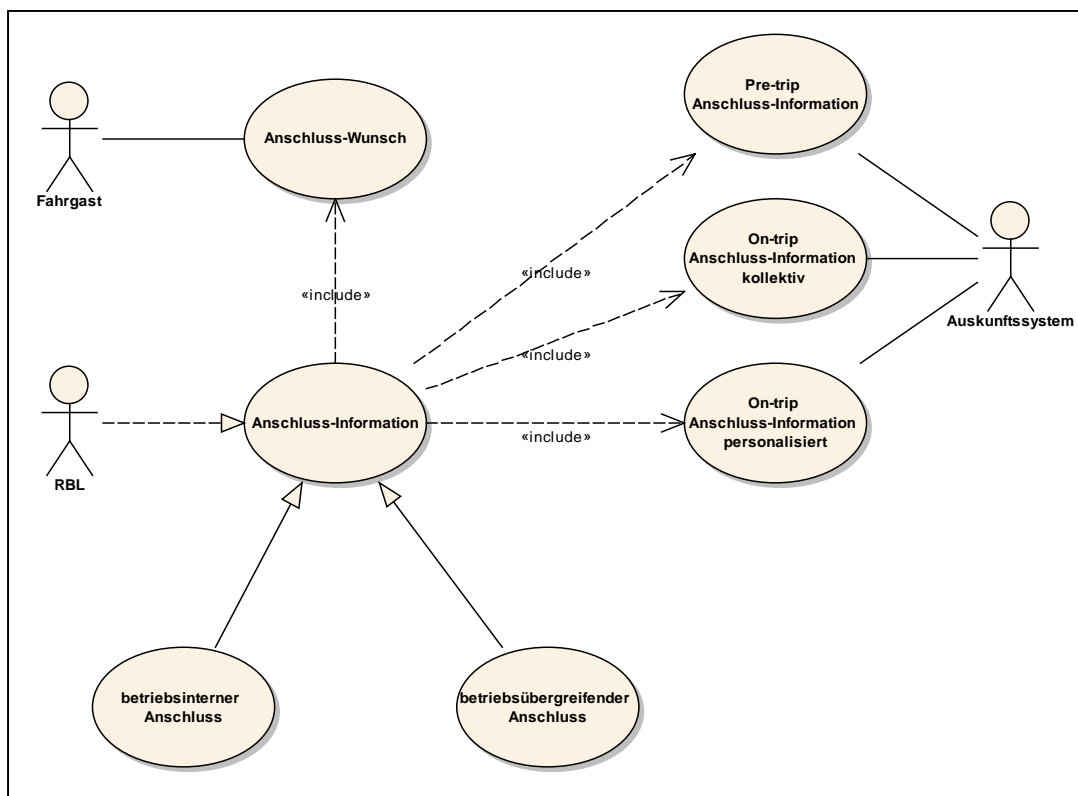 Pre-trip
Anschluss-Information
Anschluss-Wunsch
Fahrgast
On-trip
Anschluss-Information
kollektiv
«include»
«include»
Auskunftssystem
«include»
On-trip
Anschluss-Information
personalisiert
Anschluss-Information
«include»
RBL
betriebsinterner
Anschluss
betriebsübergreifender
Anschluss